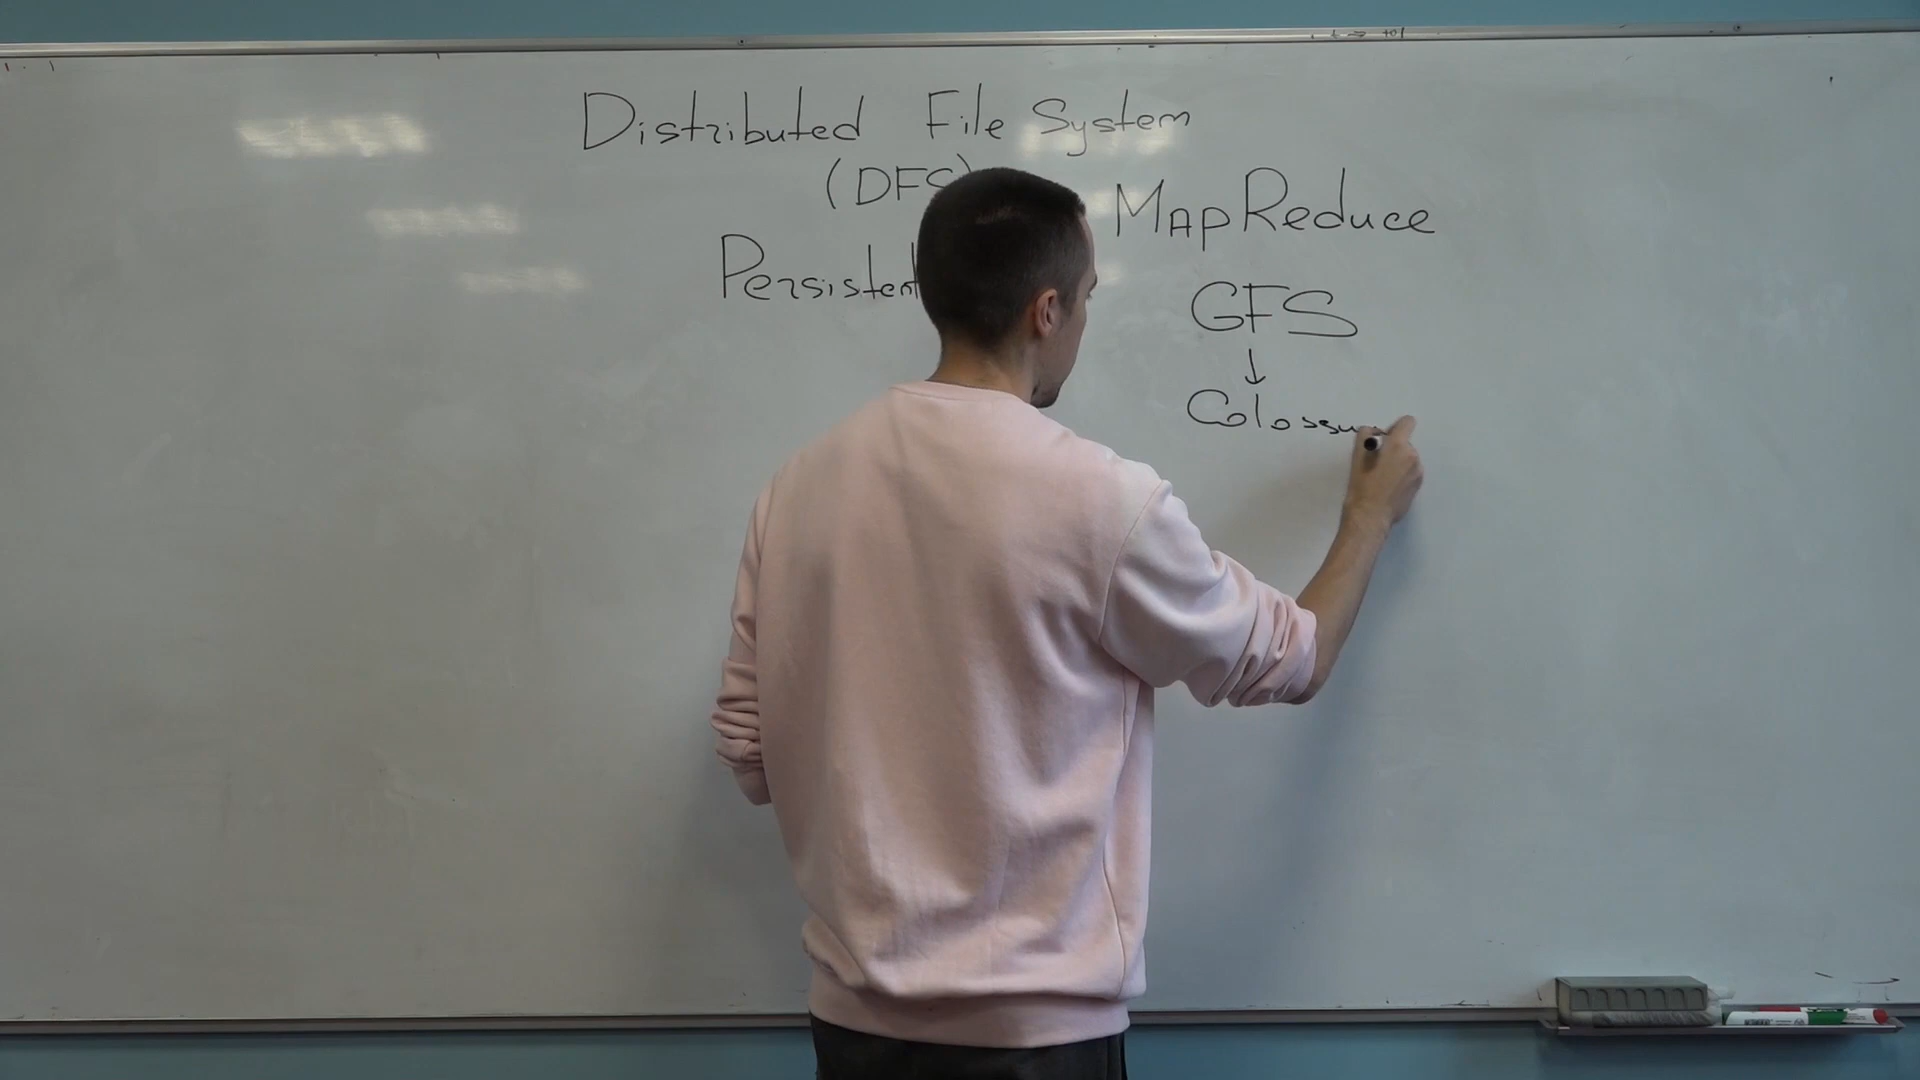 Distributed File System
(DFS)
MapReduce
Persistent
GFS
↓
Colossu